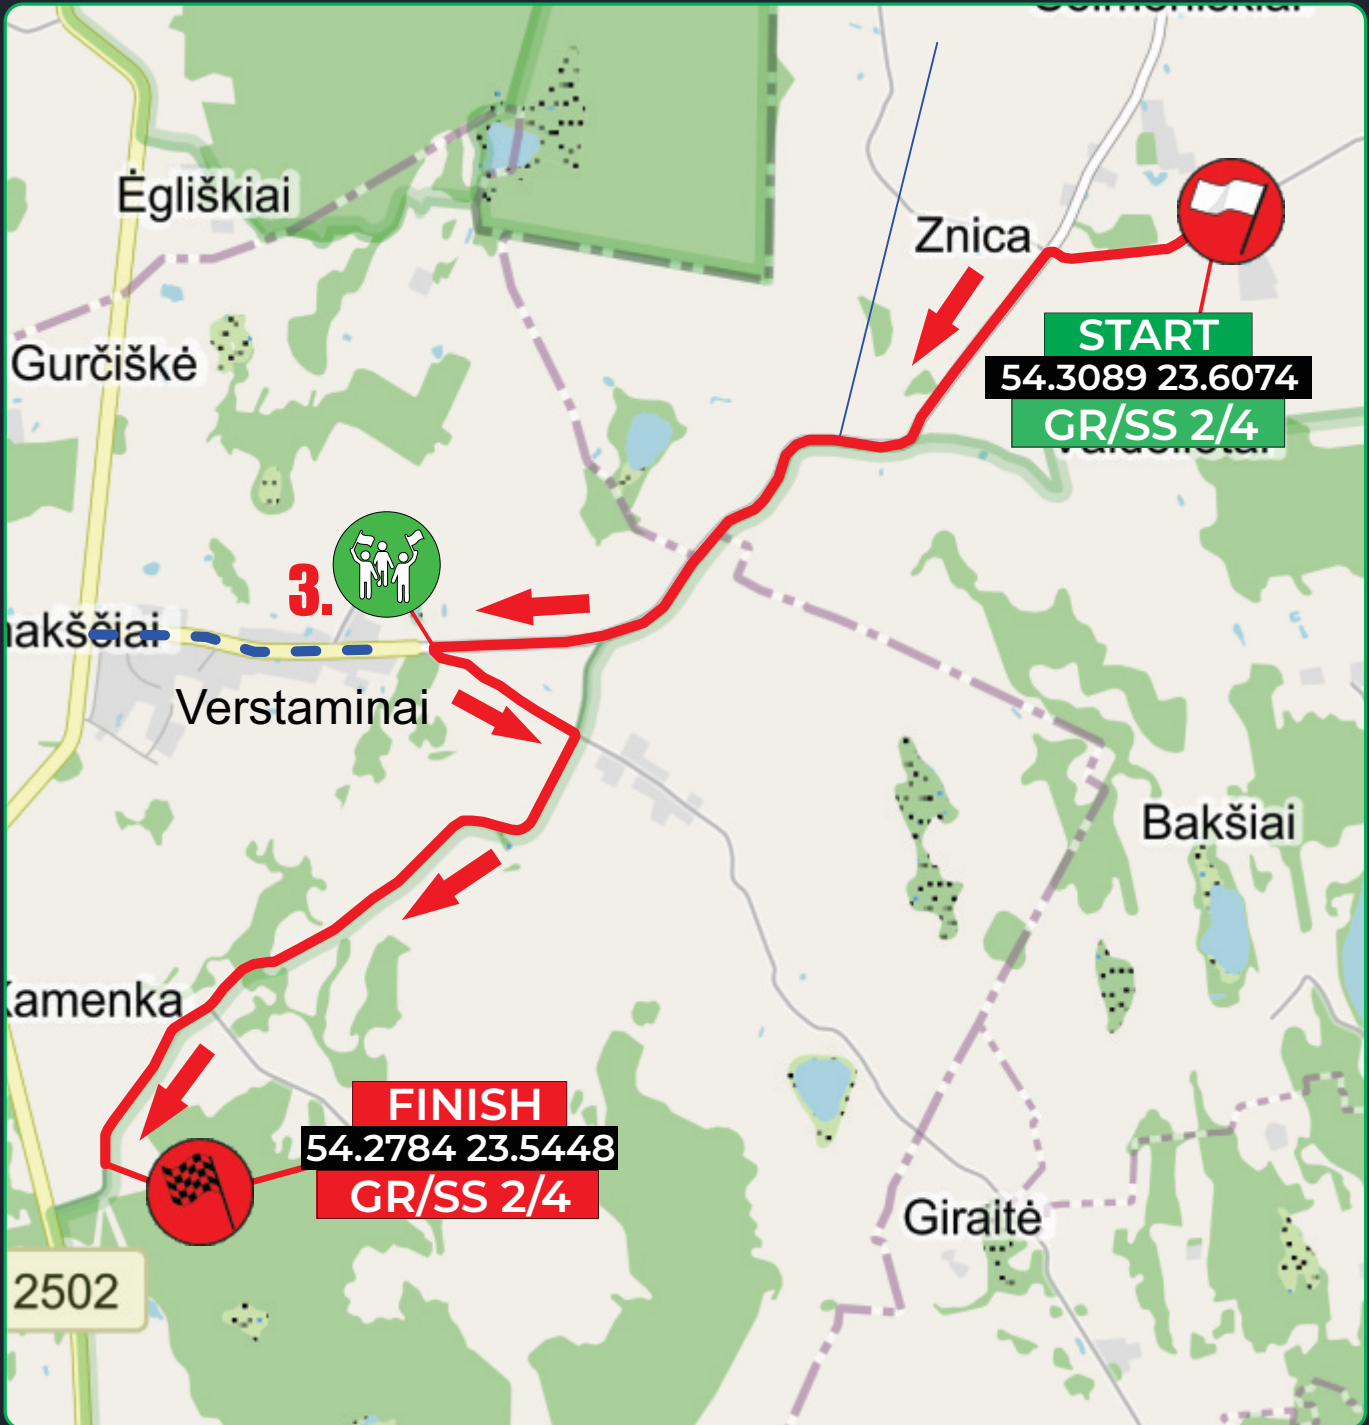 Ėgliškiai
Znica
START
54.3089 23.6074
GR/SS 2/4
Gurčiškė
3.
Verstaminai
Bakšiai
FINISH
54.2784 23.5448
GR/SS 2/4
Giraitė
2502